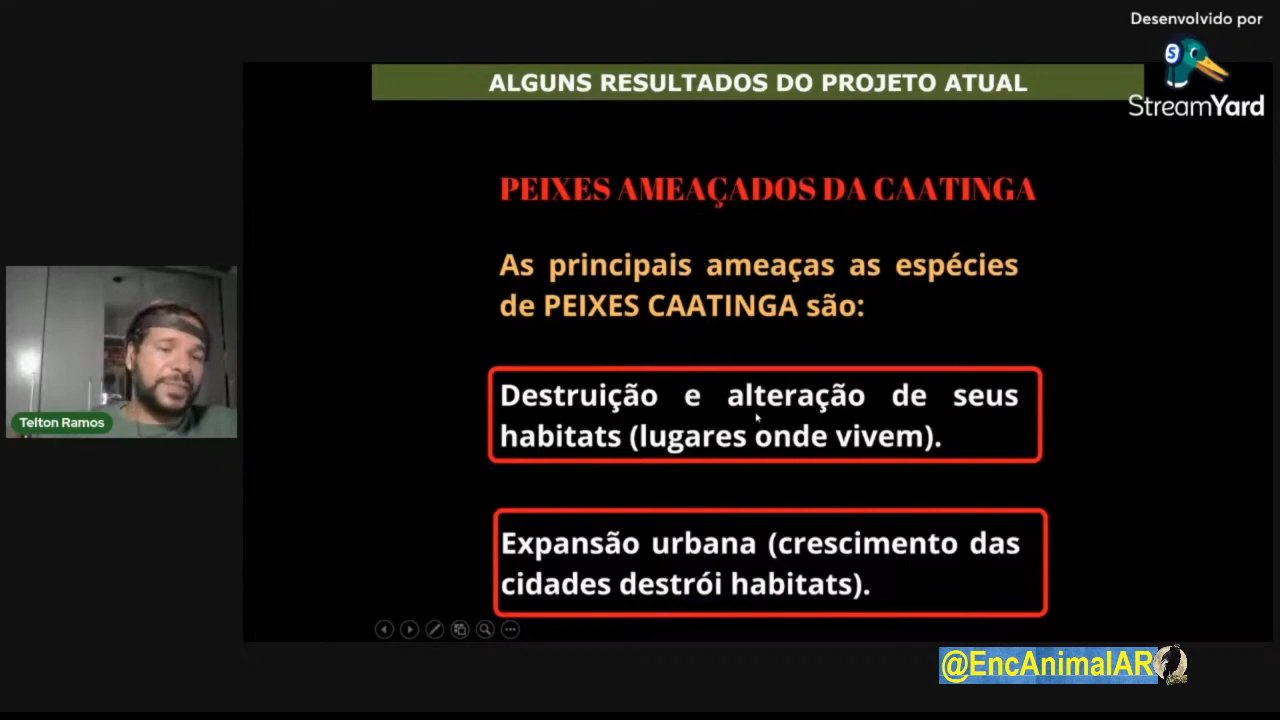 Desenvolvido por
S
StreamYard
ALGUNS RESULTADOS DO PROJETO ATUAL
PEIXES AMEAÇADOS DA CAATINGA
As principais ameaças as espécies
de PEIXES CAATINGA são:
Destruição e alteração de seus
habitats (lugares onde vivem).
Telton Ramos
Expansão urbana (crescimento das
cidades destrói habitats).
@EncAnimalAR